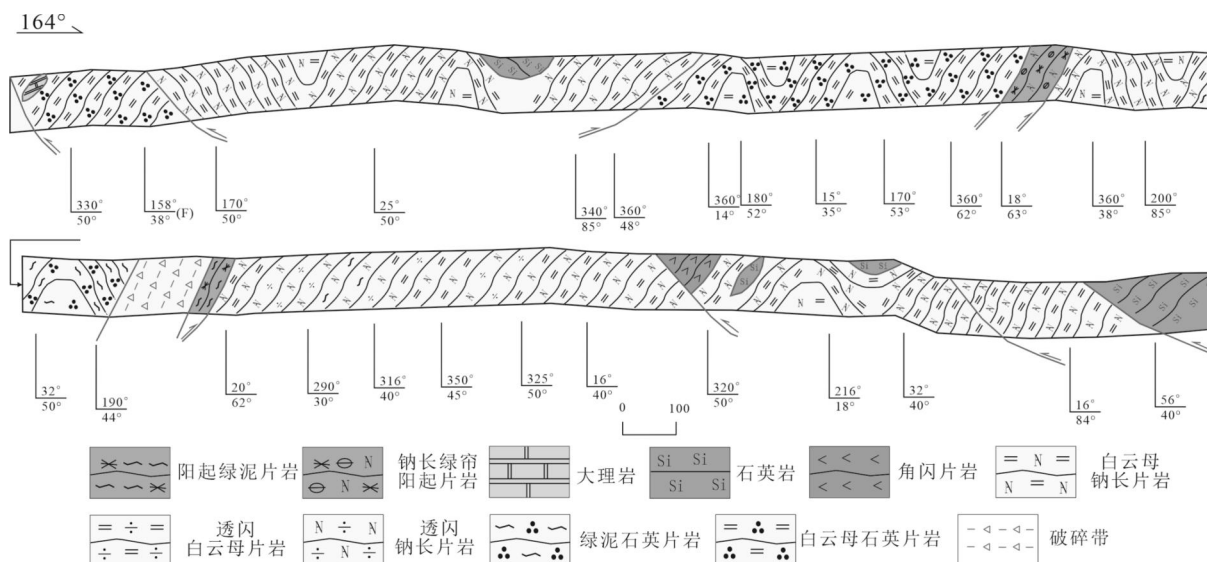 164°
330° 158° 170° 25° 340° 360° 360° 180° 15° 170° 360° 18° 360° 200°
50° 38° (F) 50° 50° 85° 48° 14° 52° 35° 53° 62° 63° 38° 85°
32° 190° 20° 290° 316° 350° 325° 16° 320° 216° 32° 16° 56°
50° 44° 62° 30° 40° 45° 50° 40° 50° 18° 40° 84° 40°
0 100
阳起绿泥片岩
钠长绿帘
阳起片岩
大理岩
Si Si
Si Si
石英岩
角闪片岩
白云母
钠长片岩
透闪
白云母片岩
透闪
钠长片岩
绿泥石英片岩
白云母石英片岩
破碎带